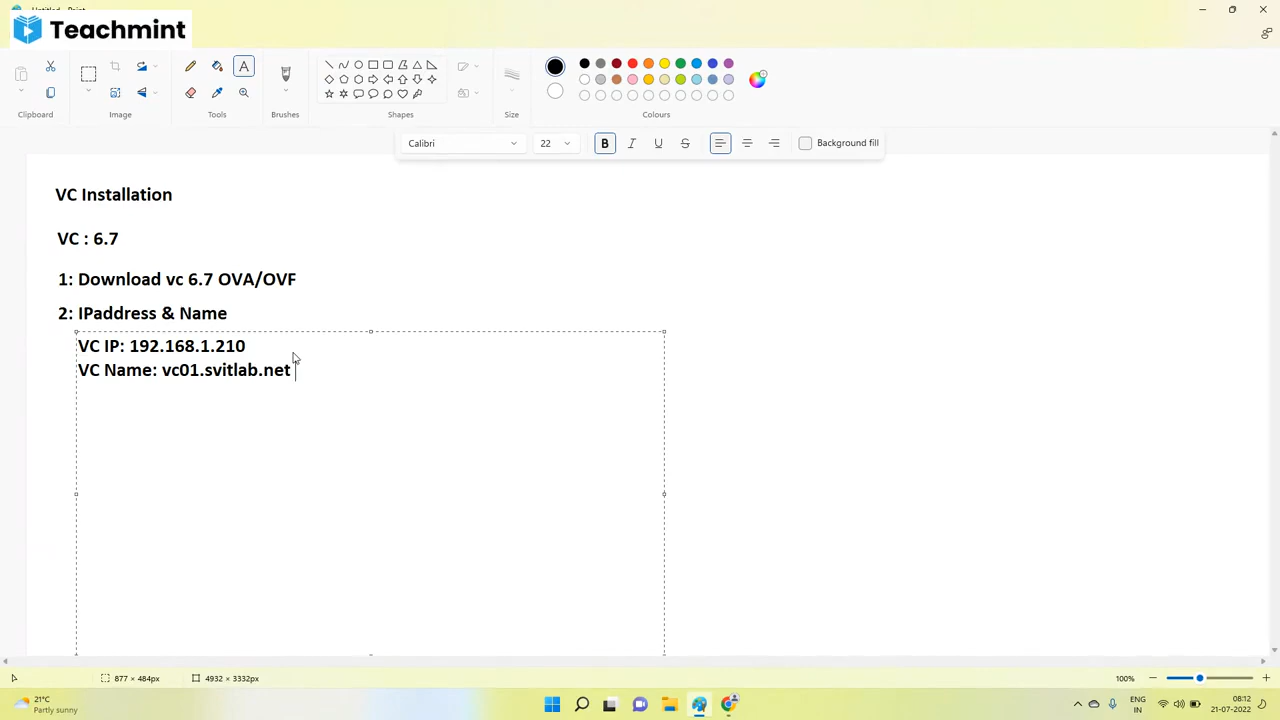 Untitled - Paint
Teachmint
Clipboard
Image
Tools
Brushes
Shapes
Size
Colours
Calibri
22
B
I
U
S
Background fill
VC Installation
VC : 6.7
1: Download vc 6.7 OVA/OVF
2: IPaddress & Name
VC IP: 192.168.1.210
VC Name: vc01.svitlab.net
877 × 484px
4932 × 3332px
100%
21°C
Partly sunny
ENG
IN
08:12
21-07-2022